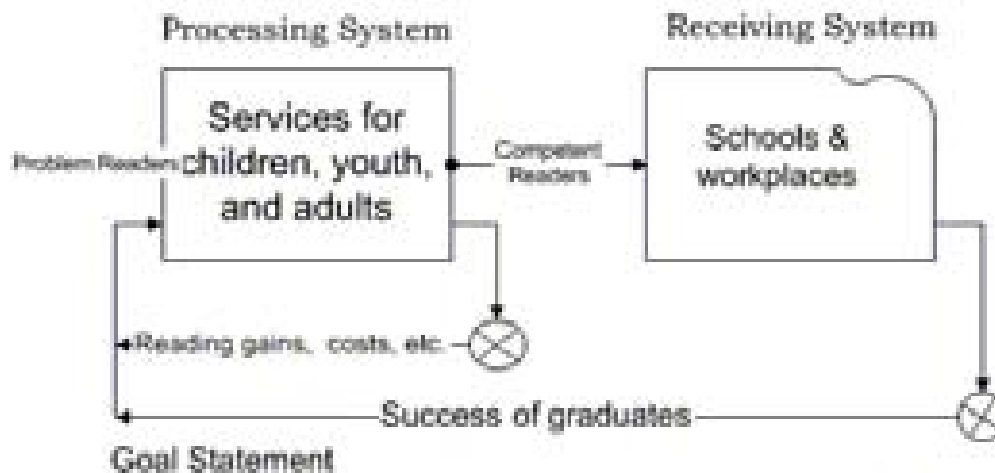 Processing System
Receiving System
Services for
children, youth,
and adults
Problem Readers
Competent
Readers
Schools &
workplaces
Reading gains, costs, etc.
Success of graduates
Goal Statement